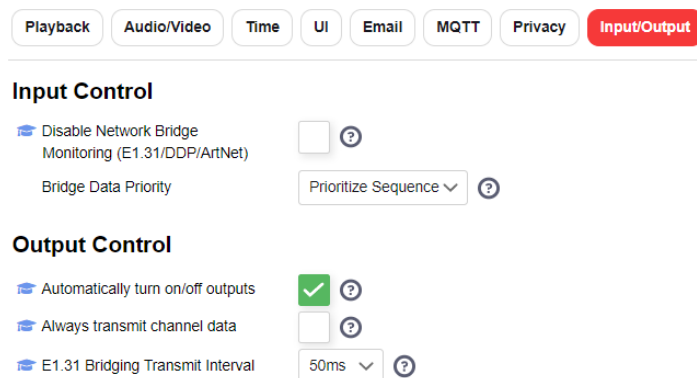 Playback Audio/Video Time UI Email MQTT Privacy Input/Output
Input Control
Disable Network Bridge
Monitoring (E1.31/DDP/ArtNet)
Bridge Data Priority Prioritize Sequence
Output Control
Automatically turn on/off outputs
Always transmit channel data
E1.31 Bridging Transmit Interval 50ms